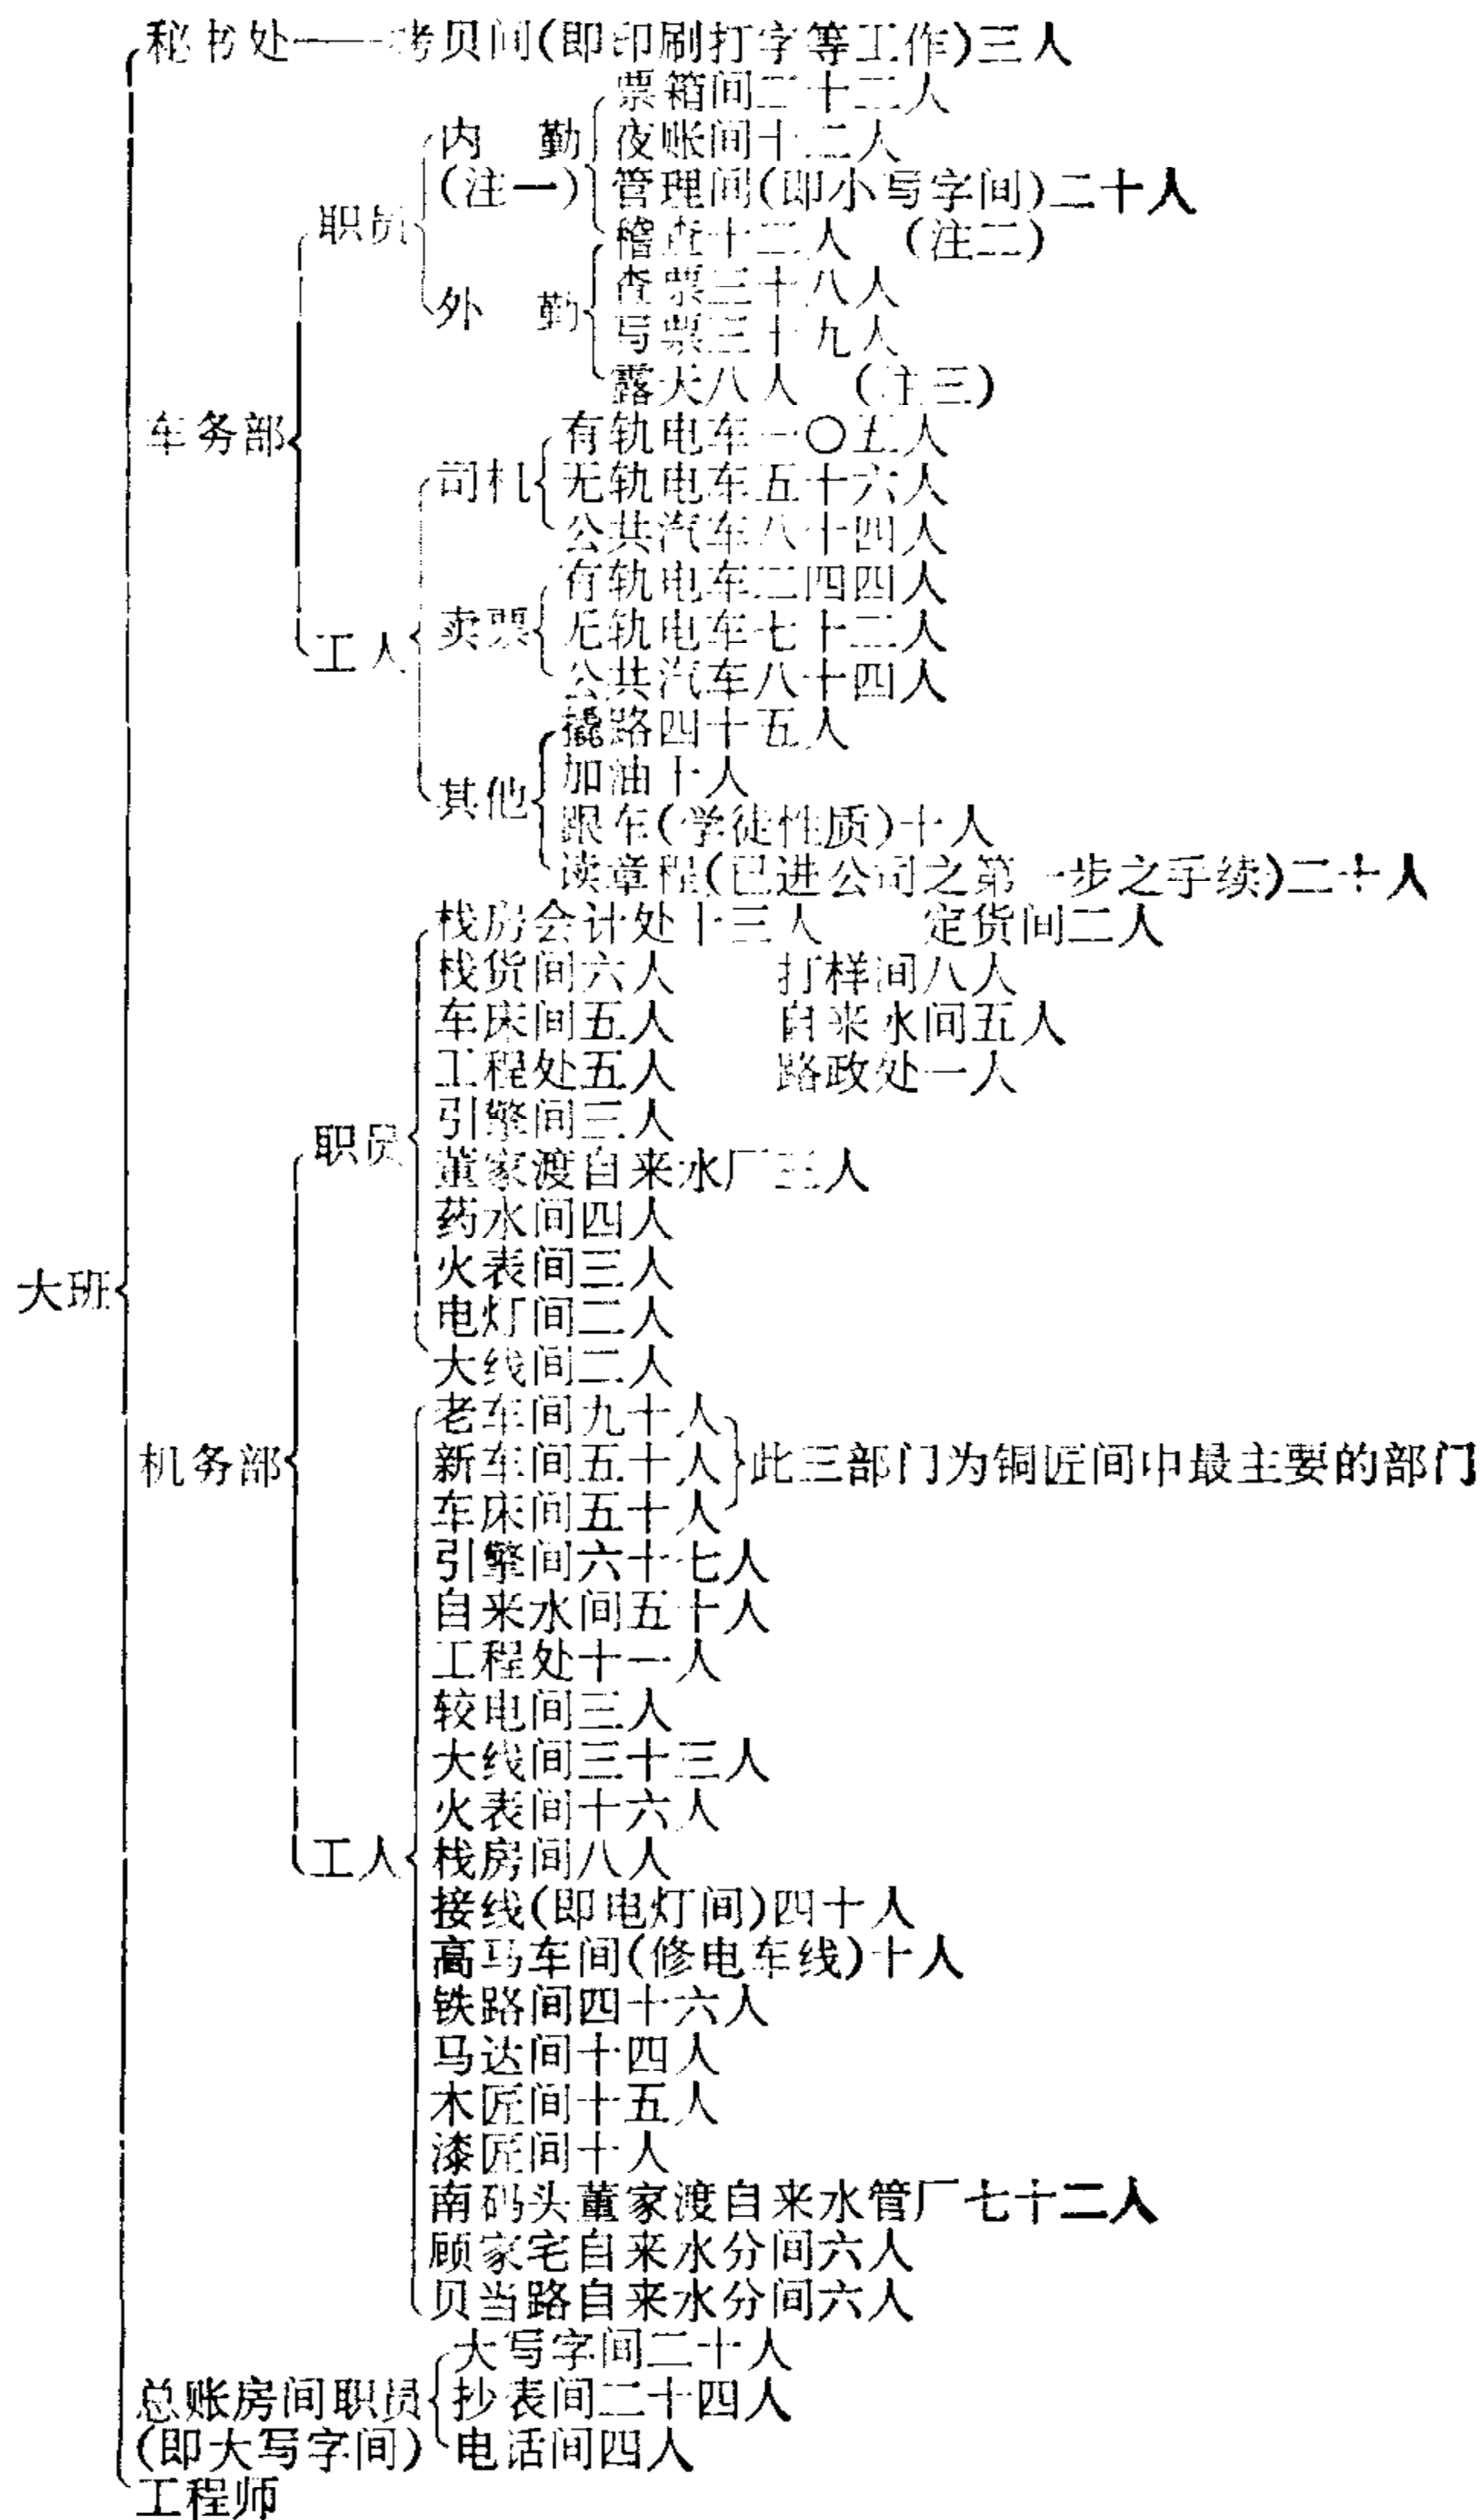 秘书处——拷贝间(即印刷打字等工作)三人
票箱间二十二人
内 勤 夜账间十二人
(注一) 管理间(即小写字间)二十人
职员 稽查十二人 (注二)
查票三十八人
外 勤
写票三十九人
露天八人 (注三)
车务部 有轨电车一〇五人
司机 无轨电车五十六人
公共汽车八十四人
有轨电车二四四人
卖票 无轨电车七十二人
工人
公共汽车八十四人
撬路四十五人
加油十人
其他
跟车(学徒性质)十人
读章程(已进公司之第一步之手续)二十人
栈房会计处十三人 定货间二人
栈货间六人 打样间八人
车床间五人 自来水间五人
工程处五人 路政处一人
引擎间三人
职员
董家渡自来水厂三人
药水间四人
火表间三人
大班
电灯间二人
大线间二人
老车间九十人
机务部 新车间五十人 此三部门为铜匠间中最主要的部门
车床间五十人
引擎间六十七人
自来水间五十人
工程处十一人
较电间三人
大线间三十三人
火表间十六人
工人 栈房间八人
接线(即电灯间)四十人
高马车间(修电车线)十人
铁路间四十六人
马达间十四人
木匠间十五人
漆匠间十人
南码头董家渡自来水管厂七十二人
顾家宅自来水分间六人
贝当路自来水分间六人
大写字间二十人
总账房间职员 抄表间二十四人
(即大写字间) 电话间四人
工程师